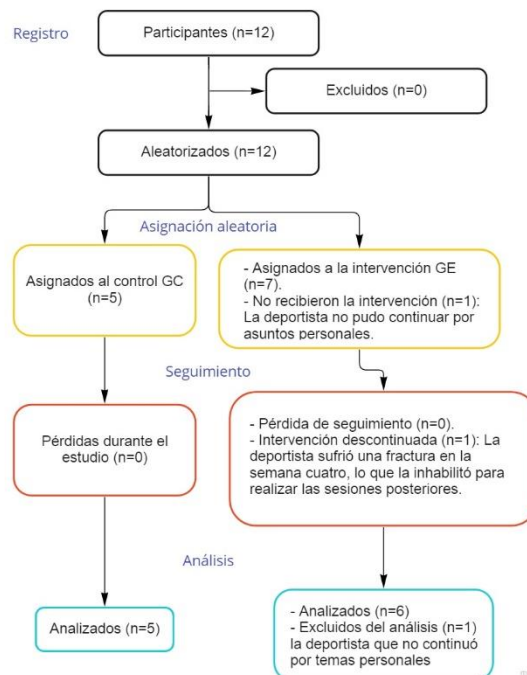 Registro
Participantes (n=12)
Excluidos (n=0)
Aleatorizados (n=12)
Asignación aleatoria
Asignados al control GC
(n=5)
- Asignados a la intervención GE
(n=7).
- No recibieron la intervención (n=1):
La deportista no pudo continuar por
asuntos personales.
Seguimiento
Pérdidas durante el
estudio (n=0)
- Pérdida de seguimiento (n=0).
- Intervención descontinuada (n=1): La
deportista sufrió una fractura en la
semana cuatro, lo que la inhabilitó para
realizar las sesiones posteriores.
Análisis
Analizados (n=5)
- Analizados (n=6)
- Excluidos del análisis (n=1)
la deportista que no continuó
por temas personales